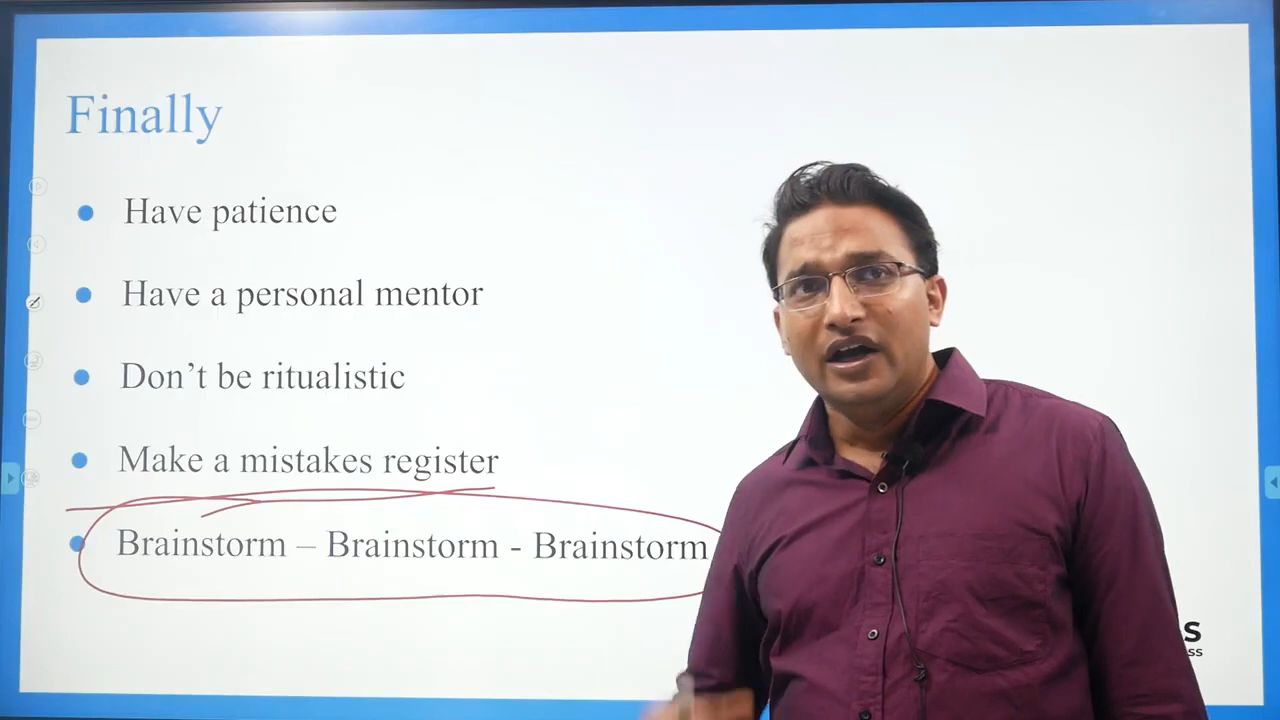 Finally
Have patience
Have a personal mentor
Don’t be ritualistic
Make a mistakes register
Brainstorm – Brainstorm - Brainstorm